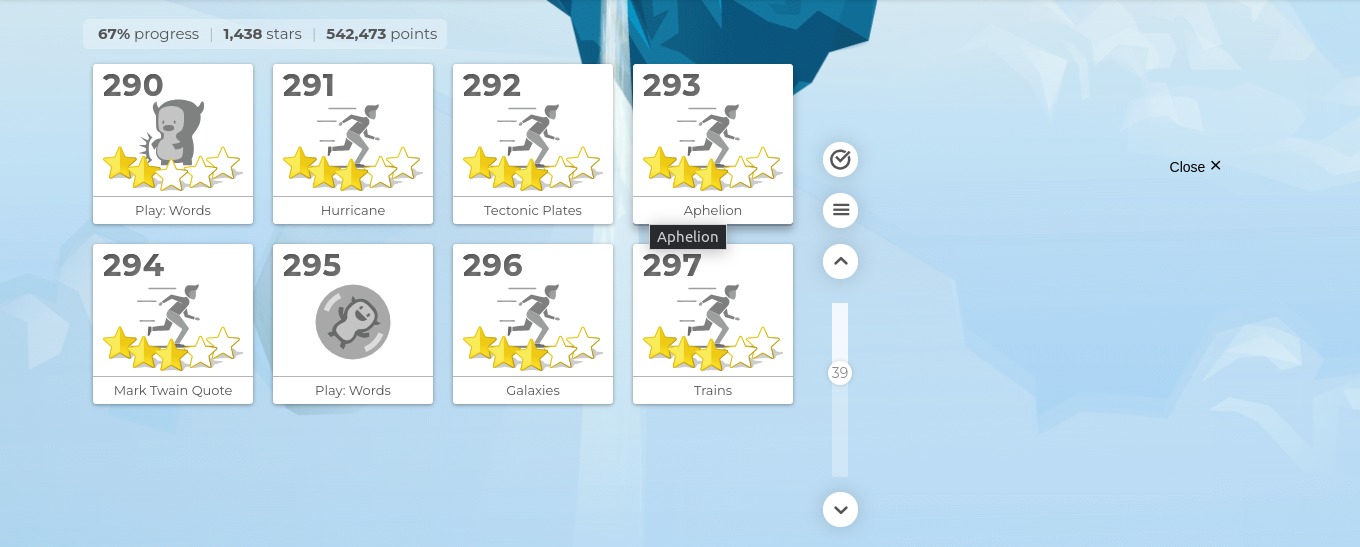 67% progress | 1,438 stars | 542,473 points
290
291
292
293
Play: Words
Hurricane
Tectonic Plates
Aphelion
Aphelion
294
295
296
297
Mark Twain Quote
Play: Words
Galaxies
Trains
39
Close ✕